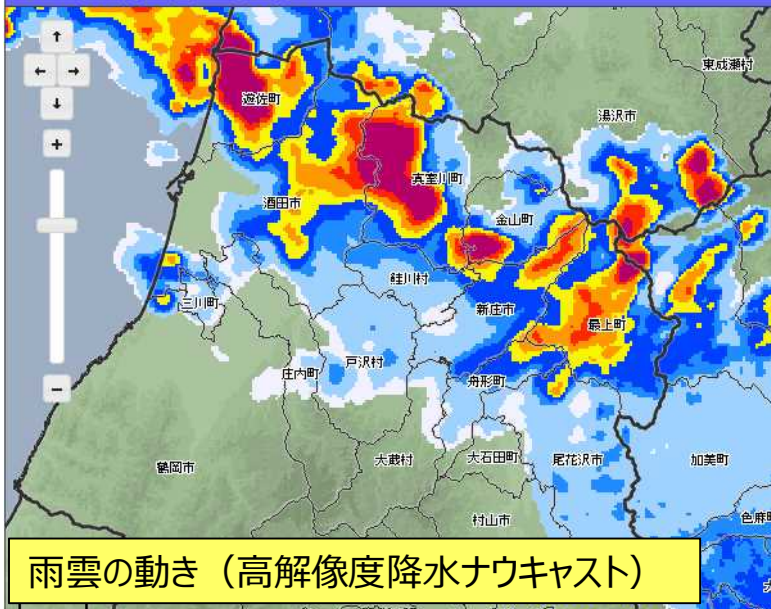 東成瀬村
湯沢市
遊佐町
真室川町
酒田市
金山町
鮭川村
三川町
新庄市
最上町
戸沢村
庄内町
舟形町
鶴岡市
大蔵村
大石田町
尾花沢市
加美町
村山市
色麻町
雨雲の動き（高解像度降水ナウキャスト）